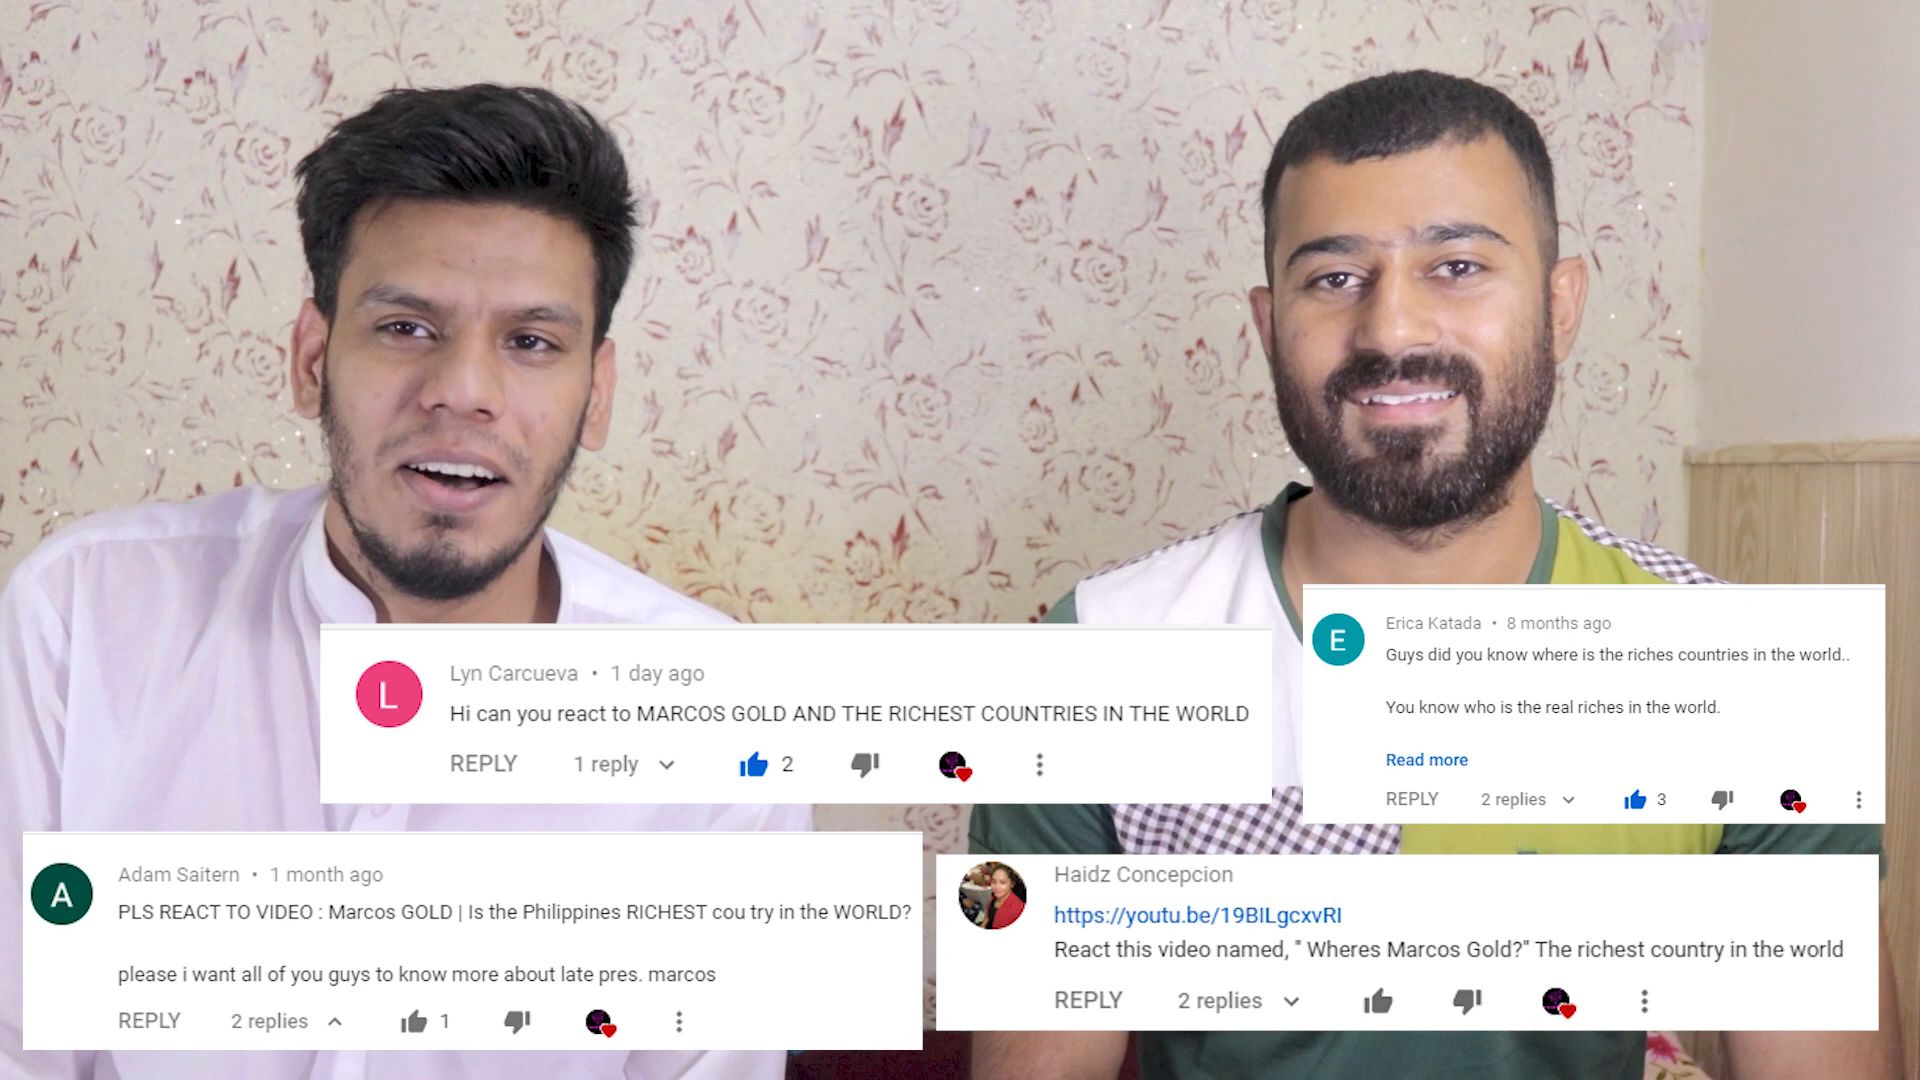 L
Lyn Carcueva • 1 day ago
Hi can you react to MARCOS GOLD AND THE RICHEST COUNTRIES IN THE WORLD
REPLY 1 reply 2
E
Erica Katada • 8 months ago
Guys did you know where is the riches countries in the world..
You know who is the real riches in the world.
Read more
REPLY 2 replies 3
A
Adam Saitern • 1 month ago
PLS REACT TO VIDEO : Marcos GOLD | Is the Philippines RICHEST cou try in the WORLD?
please i want all of you guys to know more about late pres. marcos
REPLY 2 replies 1
Haidz Concepcion
https://youtu.be/19BILgcxvRI
React this video named, " Wheres Marcos Gold?" The richest country in the world
REPLY 2 replies